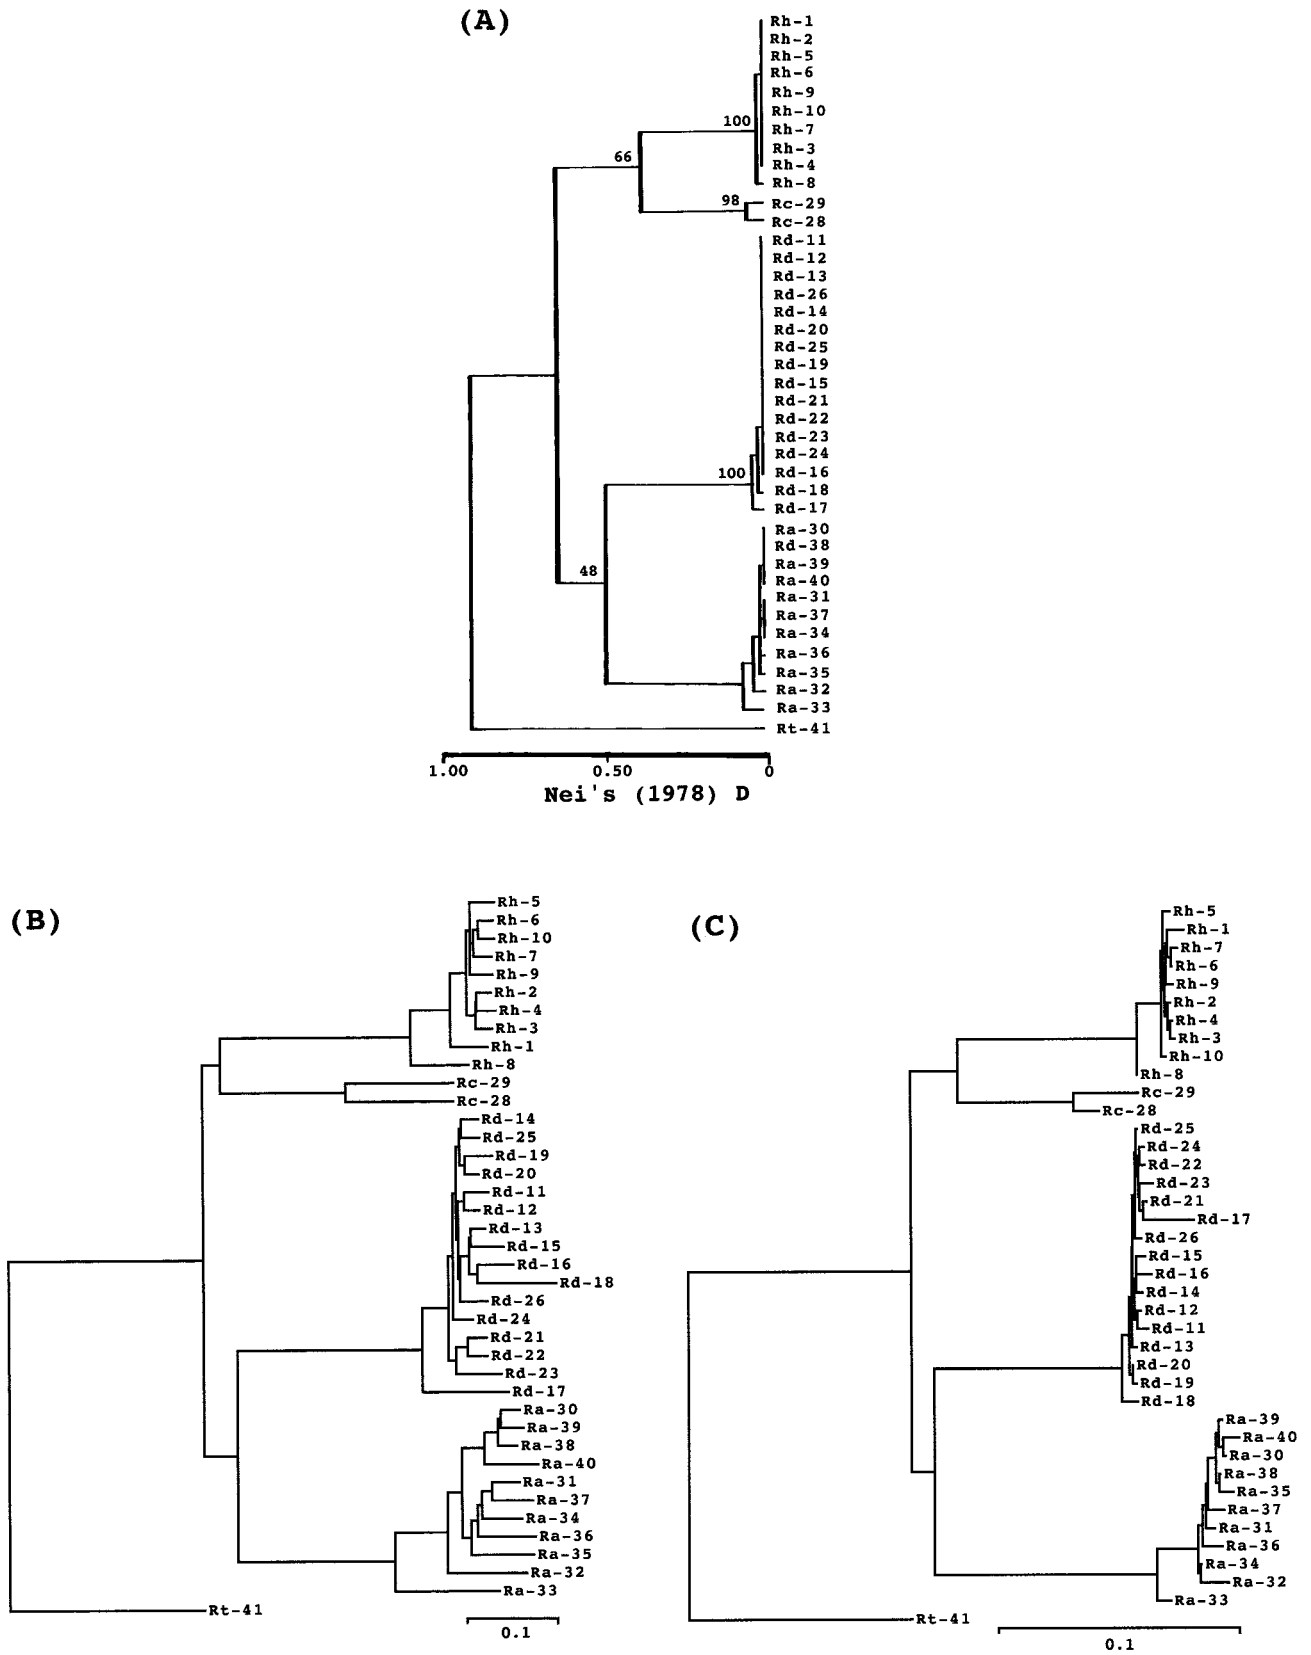 (A)
Rh-1
Rh-2
Rh-5
Rh-6
Rh-9
Rh-10
100
Rh-7
Rh-3
66
Rh-4
Rh-8
98
Rc-29
Rc-28
Rd-11
Rd-12
Rd-13
Rd-26
Rd-14
Rd-20
Rd-25
Rd-19
Rd-15
Rd-21
Rd-22
Rd-23
Rd-24
100
Rd-16
Rd-18
Rd-17
Ra-30
Rd-38
Ra-39
48
Ra-40
Ra-31
Ra-37
Ra-34
Ra-36
Ra-35
Ra-32
Ra-33
Rt-41
1.00 0.50 0
Nei's (1978) D
(B)
Rh-5
Rh-6
Rh-10
Rh-7
Rh-9
Rh-2
Rh-4
Rh-3
Rh-1
Rh-8
Rc-29
Rc-28
Rd-14
Rd-25
Rd-19
Rd-20
Rd-11
Rd-12
Rd-13
Rd-15
Rd-16
Rd-18
Rd-26
Rd-24
Rd-21
Rd-22
Rd-23
Rd-17
Ra-30
Ra-39
Ra-38
Ra-40
Ra-31
Ra-37
Ra-34
Ra-36
Ra-35
Ra-32
Ra-33
Rt-41
0.1
(C)
Rh-5
Rh-1
Rh-7
Rh-6
Rh-9
Rh-2
Rh-4
Rh-3
Rh-10
Rh-8
Rc-29
Rc-28
Rd-25
Rd-24
Rd-22
Rd-23
Rd-21
Rd-17
Rd-26
Rd-15
Rd-16
Rd-14
Rd-12
Rd-11
Rd-13
Rd-20
Rd-19
Rd-18
Ra-39
Ra-40
Ra-30
Ra-38
Ra-35
Ra-37
Ra-31
Ra-36
Ra-34
Ra-32
Ra-33
Rt-41
0.1